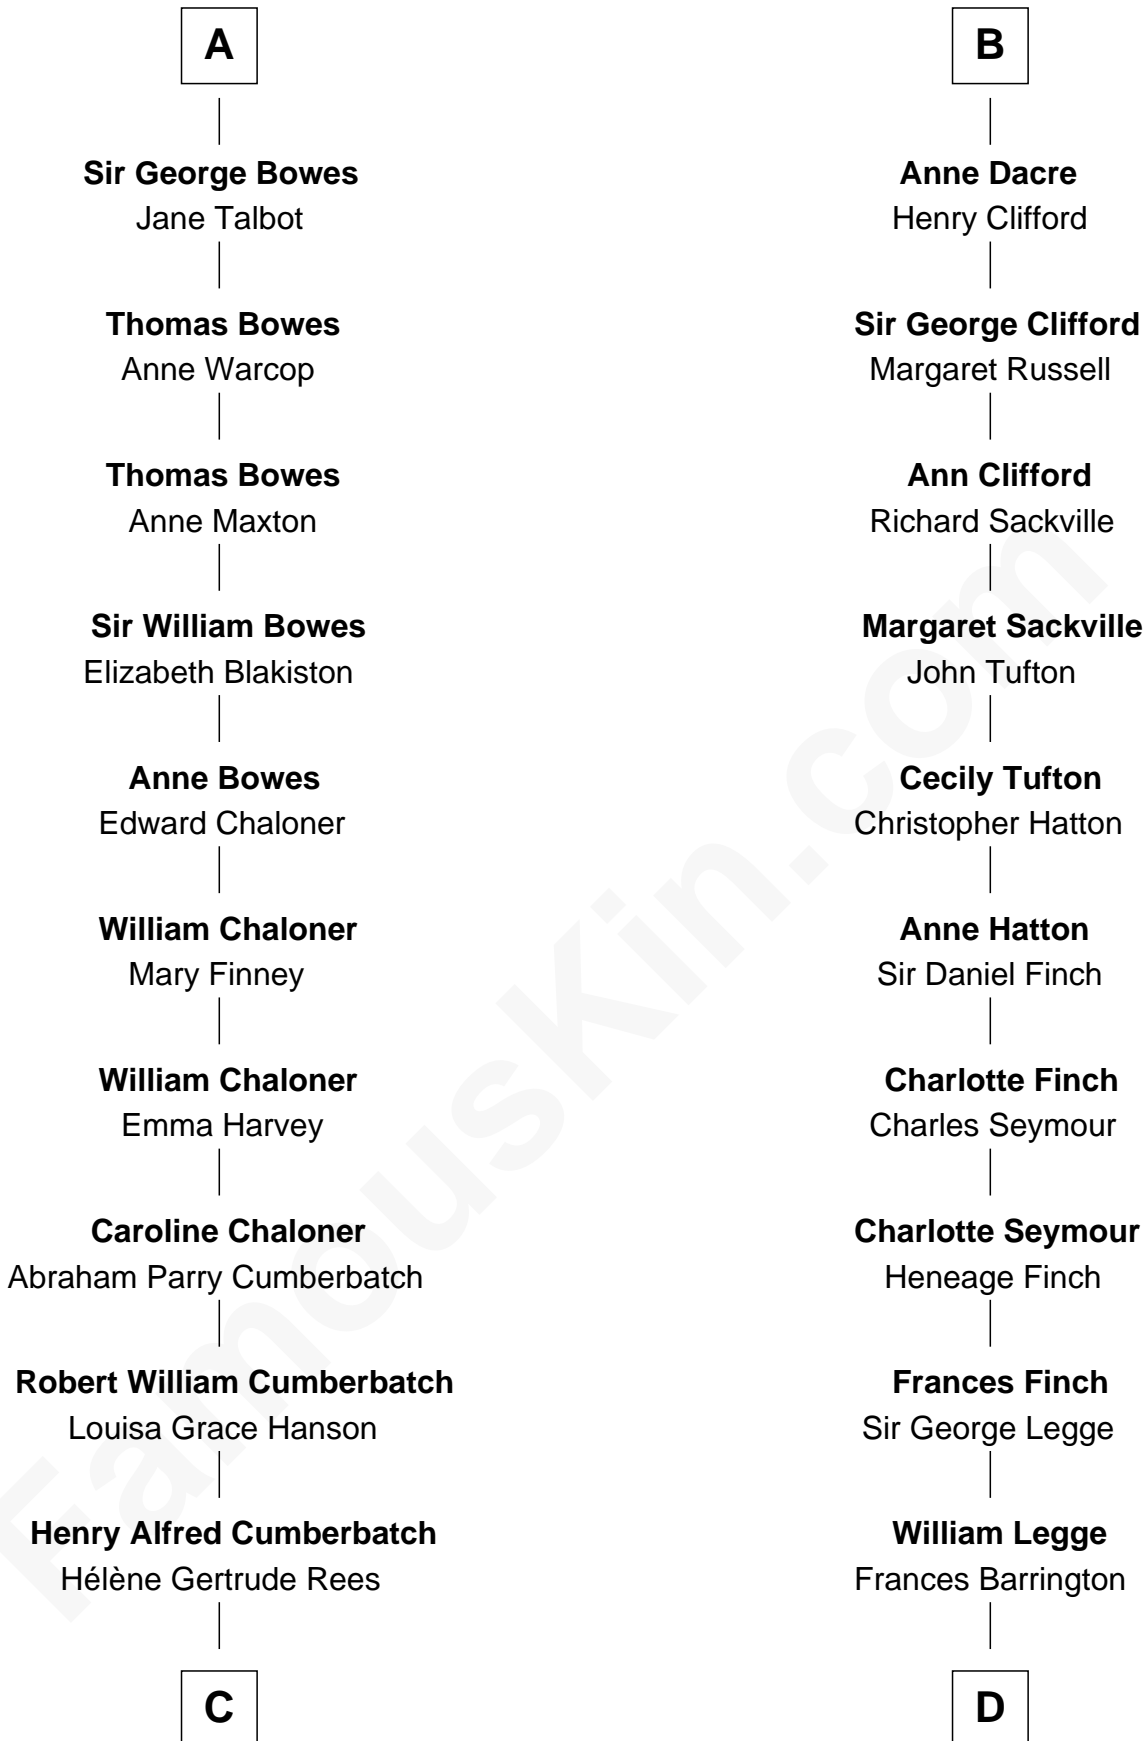 A
Sir George Bowes
Jane Talbot
Thomas Bowes
Anne Warcop
Thomas Bowes
Anne Maxton
Sir William Bowes
Elizabeth Blakiston
Anne Bowes
Edward Chaloner
William Chaloner
Mary Finney
William Chaloner
Emma Harvey
Caroline Chaloner
Abraham Parry Cumberbatch
Robert William Cumberbatch
Louisa Grace Hanson
Henry Alfred Cumberbatch
Hélène Gertrude Rees
C
B
Anne Dacre
Henry Clifford
Sir George Clifford
Margaret Russell
Ann Clifford
Richard Sackville
Margaret Sackville
John Tufton
Cecily Tufton
Christopher Hatton
Anne Hatton
Sir Daniel Finch
Charlotte Finch
Charles Seymour
Charlotte Seymour
Heneage Finch
Frances Finch
Sir George Legge
William Legge
Frances Barrington
D
FamousKin.com